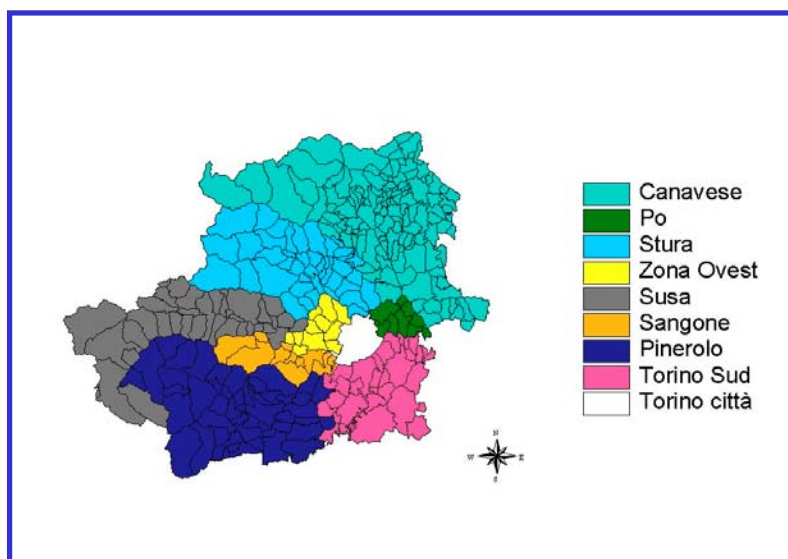 Canavese
Po
Stura
Zona Ovest
Susa
Sangone
Pinerolo
Torino Sud
Torino città
N
W E
S